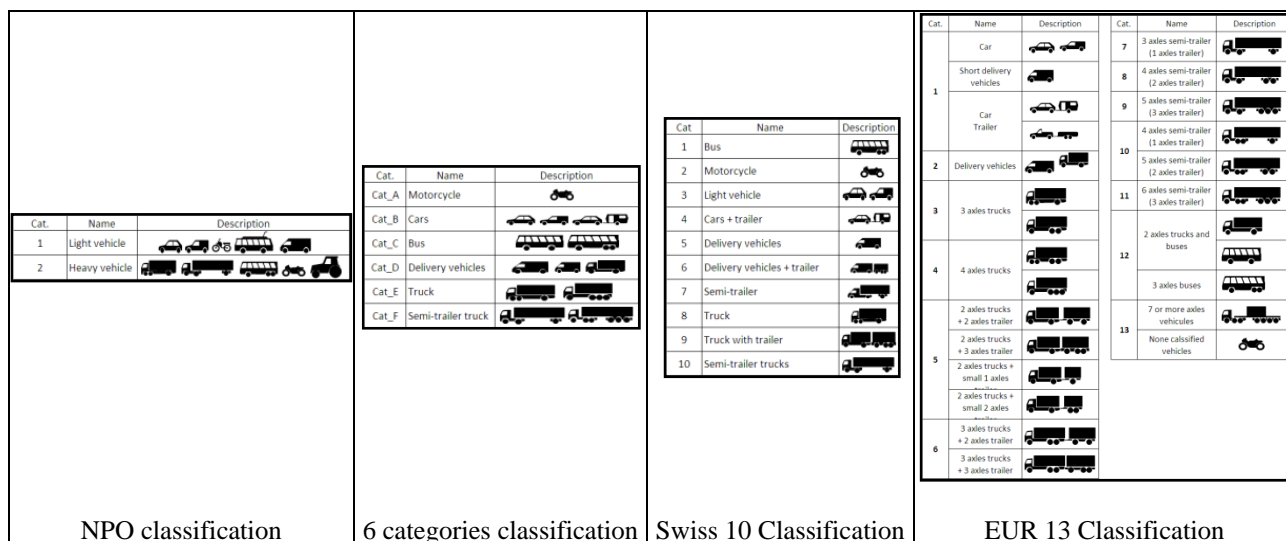 Cat. Name Description
1 Light vehicle
2 Heavy vehicle
NPO classification
Cat. Name Description
Cat_A Motorcycle
Cat_B Cars
Cat_C Bus
Cat_D Delivery vehicles
Cat_E Truck
Cat_F Semi-trailer truck
6 categories classification
Cat Name Description
1 Bus
2 Motorcycle
3 Light vehicle
4 Cars + trailer
5 Delivery vehicles
6 Delivery vehicles + trailer
7 Semi-trailer
8 Truck
9 Truck with trailer
10 Semi-trailer trucks
Swiss 10 Classification
Cat. Name Description
1
Car
Short delivery
vehicles
Car
Trailer
2 Delivery vehicles
3
3 axles trucks
4
4 axles trucks
5
2 axles trucks
+ 2 axles trailer
2 axles trucks
+ 3 axles trailer
2 axles trucks +
small 1 axles
2 axles trucks +
small 2 axles
6
3 axles trucks
+ 2 axles trailer
3 axles trucks
+ 3 axles trailer
Cat. Name Description
7
3 axles semi-trailer
(1 axles trailer)
8
4 axles semi-trailer
(2 axles trailer)
9
5 axles semi-trailer
(3 axles trailer)
10
4 axles semi-trailer
(1 axles trailer)
5 axles semi-trailer
(2 axles trailer)
11
6 axles semi-trailer
(3 axles trailer)
12
2 axles trucks and
buses
3 axles buses
13
7 or more axles
vehicules
None calssified
vehicles
EUR 13 Classification